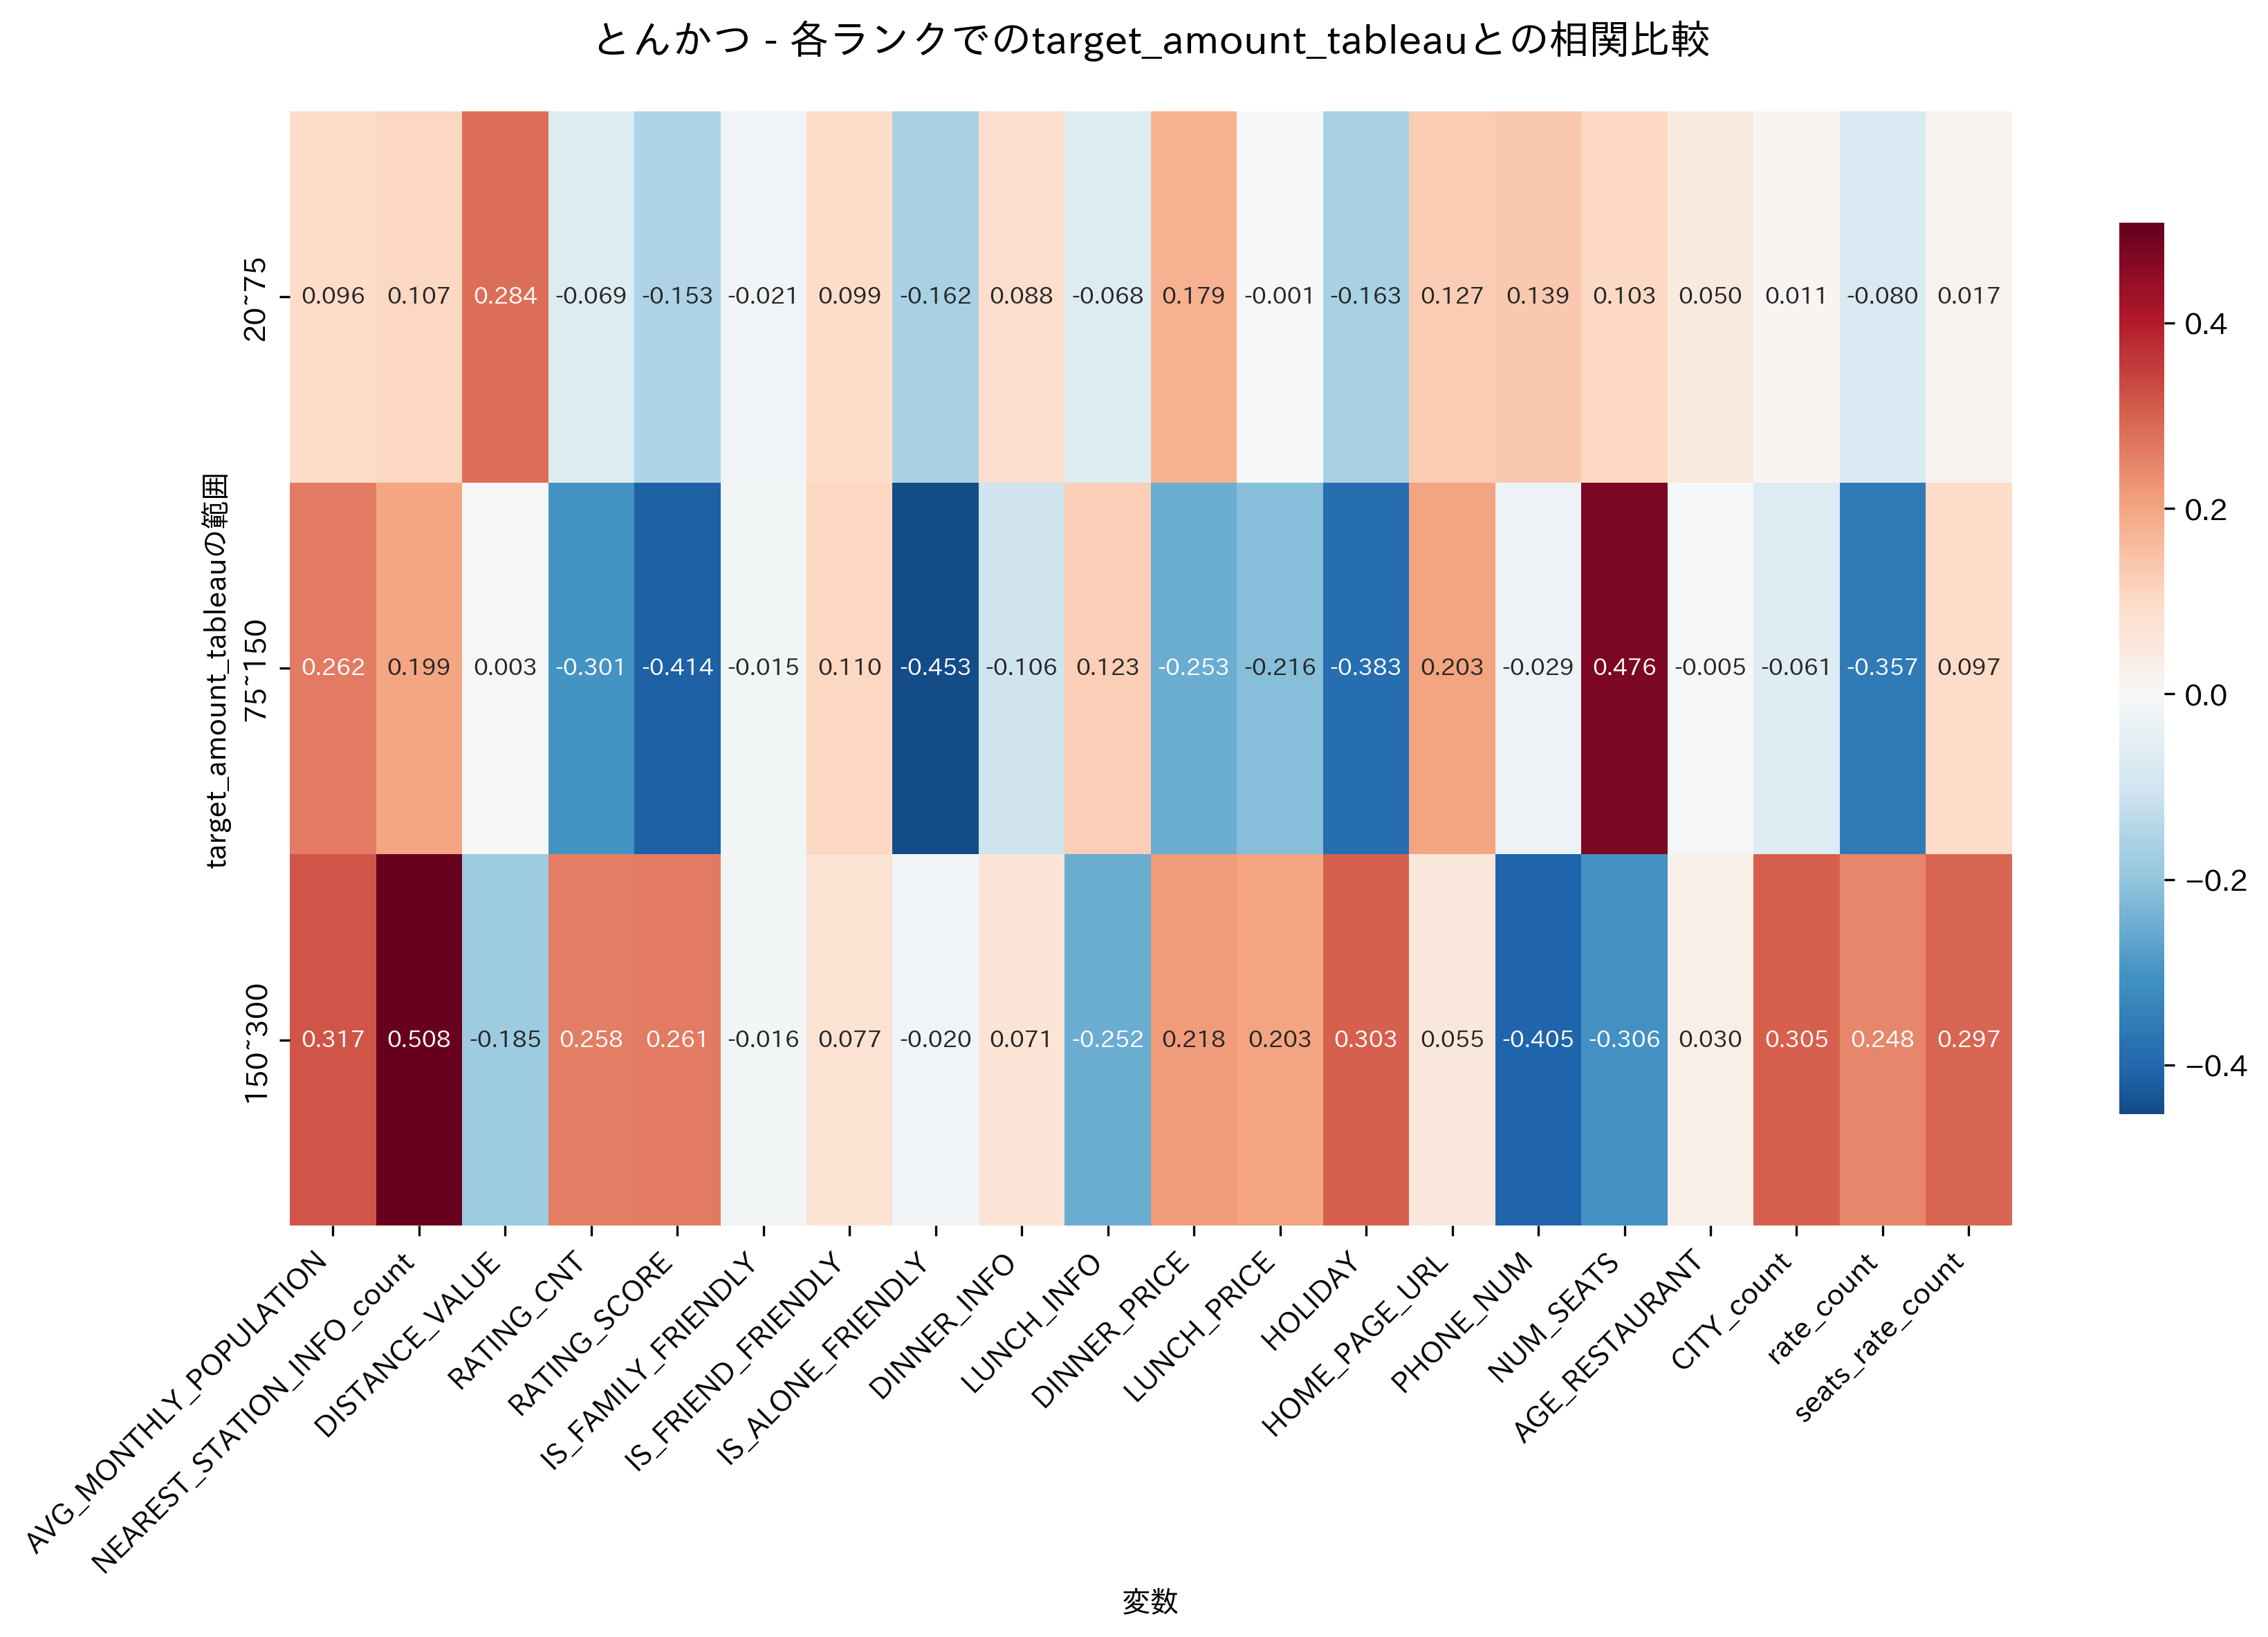 とんかつ - 各ランクでのtarget_amount_tableauとの相関比較
target_amount_tableauの範囲
20~75
0.096 0.107 0.284 -0.069 -0.153 -0.021 0.099 -0.162 0.088 -0.068 0.179 -0.001 -0.163 0.127 0.139 0.103 0.050 0.011 -0.080 0.017
75~150
0.262 0.199 0.003 -0.301 -0.414 -0.015 0.110 -0.453 -0.106 0.123 -0.253 -0.216 -0.383 0.203 -0.029 0.476 -0.005 -0.061 -0.357 0.097
150~300
0.317 0.508 -0.185 0.258 0.261 -0.016 0.077 -0.020 0.071 -0.252 0.218 0.203 0.303 0.055 -0.405 -0.306 0.030 0.305 0.248 0.297
AVG_MONTHLY_POPULATION
NEAREST_STATION_INFO_count
DISTANCE_VALUE
RATING_CNT
RATING_SCORE
IS_FAMILY_FRIENDLY
IS_FRIEND_FRIENDLY
IS_ALONE_FRIENDLY
DINNER_INFO
LUNCH_INFO
DINNER_PRICE
LUNCH_PRICE
HOLIDAY
HOME_PAGE_URL
PHONE_NUM
NUM_SEATS
AGE_RESTAURANT
CITY_count
rate_count
seats_rate_count
変数
0.4
0.2
0.0
−0.2
−0.4